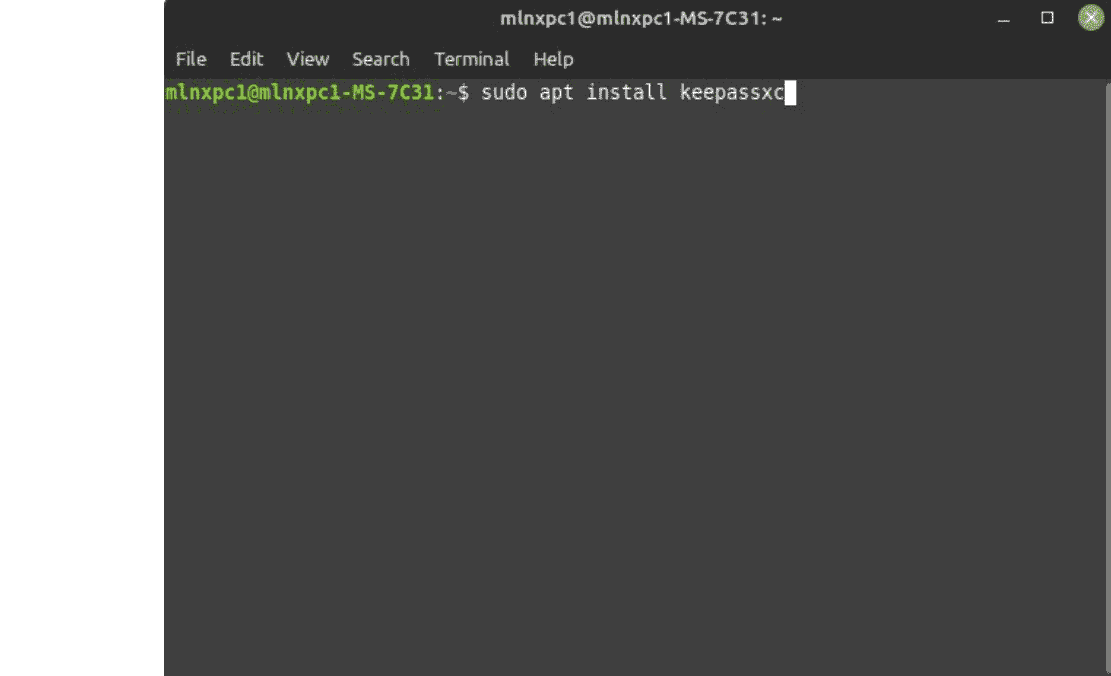 mlnxpc1@mlnxpc1-MS-7C31: ~
File Edit View Search Terminal Help
mlnxpc1@mlnxpc1-MS-7C31:~$ sudo apt install keepassxc